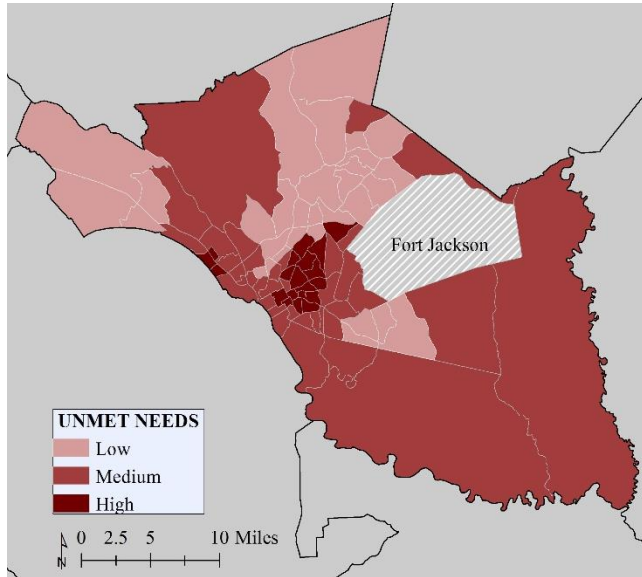 Fort Jackson
UNMET NEEDS
Low
Medium
High
N
0 2.5 5 10 Miles